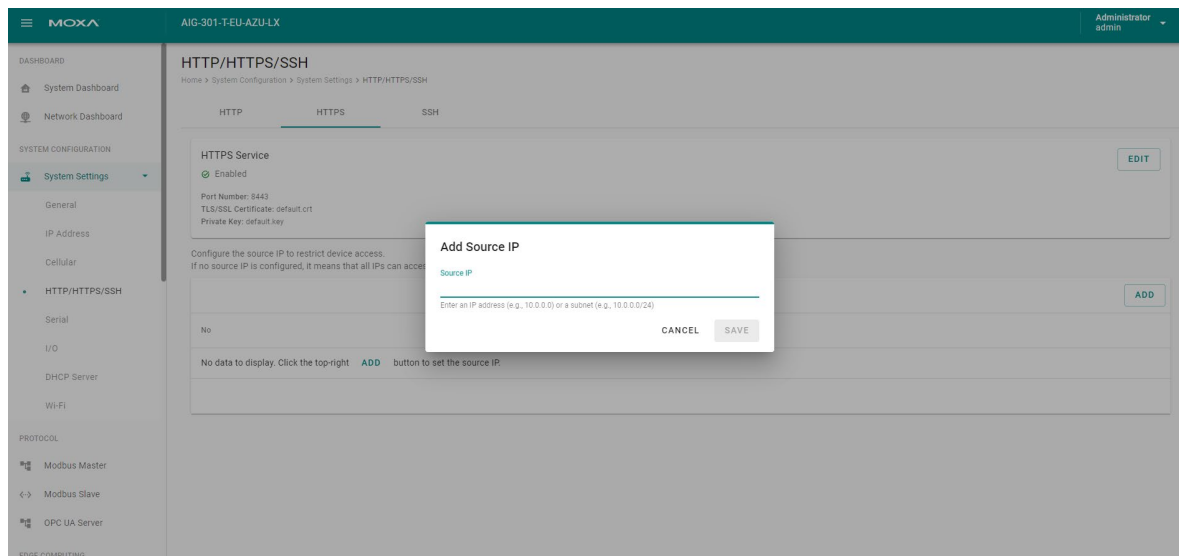 MOXA
AIG-301-T-EU-AZU-LX
Administrator
admin
DASHBOARD
System Dashboard
Network Dashboard
SYSTEM CONFIGURATION
System Settings
General
IP Address
Cellular
HTTP/HTTPS/SSH
Serial
I/O
DHCP Server
Wi-Fi
PROTOCOL
Modbus Master
Modbus Slave
OPC UA Server
EDGE COMPUTING
HTTP/HTTPS/SSH
Home > System Configuration > System Settings > HTTP/HTTPS/SSH
HTTP HTTPS SSH
HTTPS Service
EDIT
Enabled
Port Number: 8443
TLS/SSL Certificate: default.crt
Private Key: default.key
Configure the source IP to restrict device access.
If no source IP is configured, it means that all IPs can acces
ADD
No
No data to display. Click the top-right ADD button to set the source IP.
Add Source IP
Source IP
Enter an IP address (e.g., 10.0.0.0) or a subnet (e.g., 10.0.0.0/24)
CANCEL SAVE